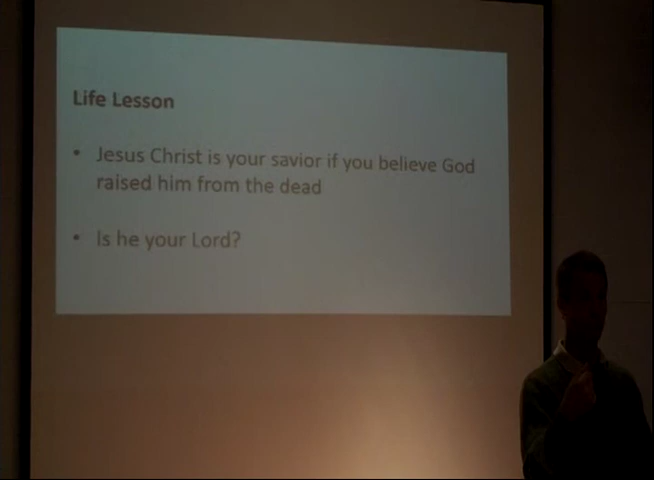 Life Lesson
• Jesus Christ is your savior if you believe God
raised him from the dead
• Is he your Lord?